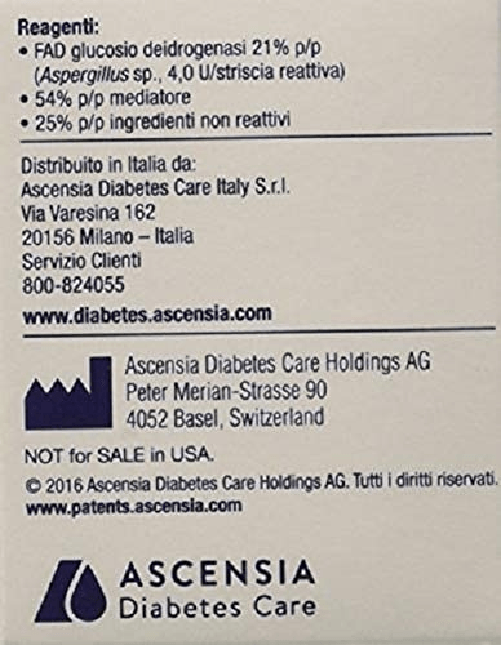 Reagenti:
• FAD glucosio deidrogenasi 21% p/p
(Aspergillus sp., 4,0 U/striscia reattiva)
• 54% p/p mediatore
• 25% p/p ingredienti non reattivi
Distribuito in Italia da:
Ascensia Diabetes Care Italy S.r.l.
Via Varesina 162
20156 Milano – Italia
Servizio Clienti
800-824055
www.diabetes.ascensia.com
Ascensia Diabetes Care Holdings AG
Peter Merian-Strasse 90
4052 Basel, Switzerland
NOT for SALE in USA.
© 2016 Ascensia Diabetes Care Holdings AG. Tutti i diritti riservati.
www.patents.ascensia.com
ASCENSIA
Diabetes Care